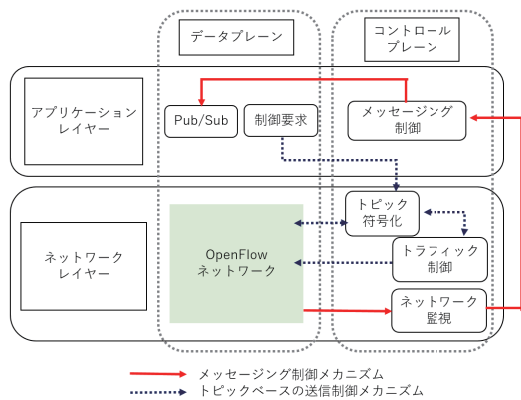 データプレーン
コントロール
プレーン
アプリケーション
レイヤー
Pub/Sub
制御要求
メッセージング
制御
トピック
符号化
ネットワーク
レイヤー
OpenFlow
ネットワーク
トラフィック
制御
ネットワーク
監視
メッセージング制御メカニズム
トピックベースの送信制御メカニズム